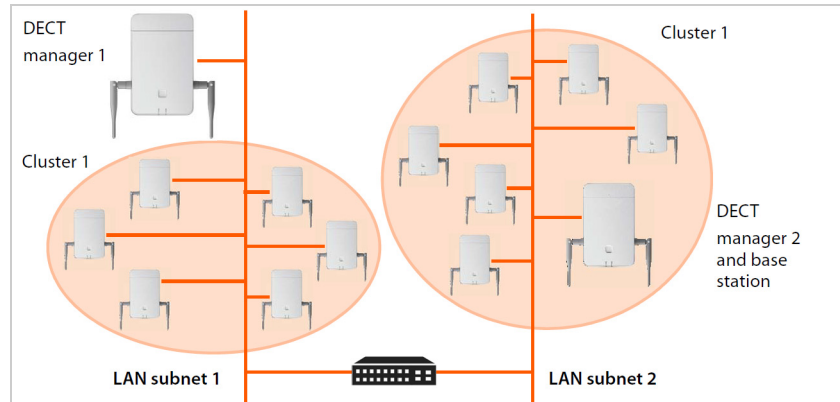 DECT
manager 1
Cluster 1
Cluster 1
DECT
manager 2
and base
station
LAN subnet 1
LAN subnet 2